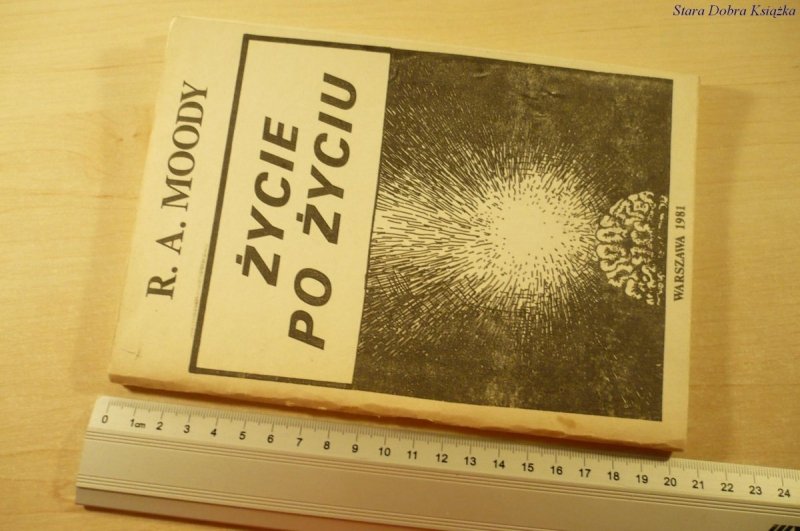 Stara Dobra Książka
R. A. MOODY
ŻYCIE
PO ŻYCIU
WARSZAWA 1981
0 1cm 2 3 4 5 6 7 8 9 10 11 12 13 14 15 16 17 18 19 20 21 22 23 24